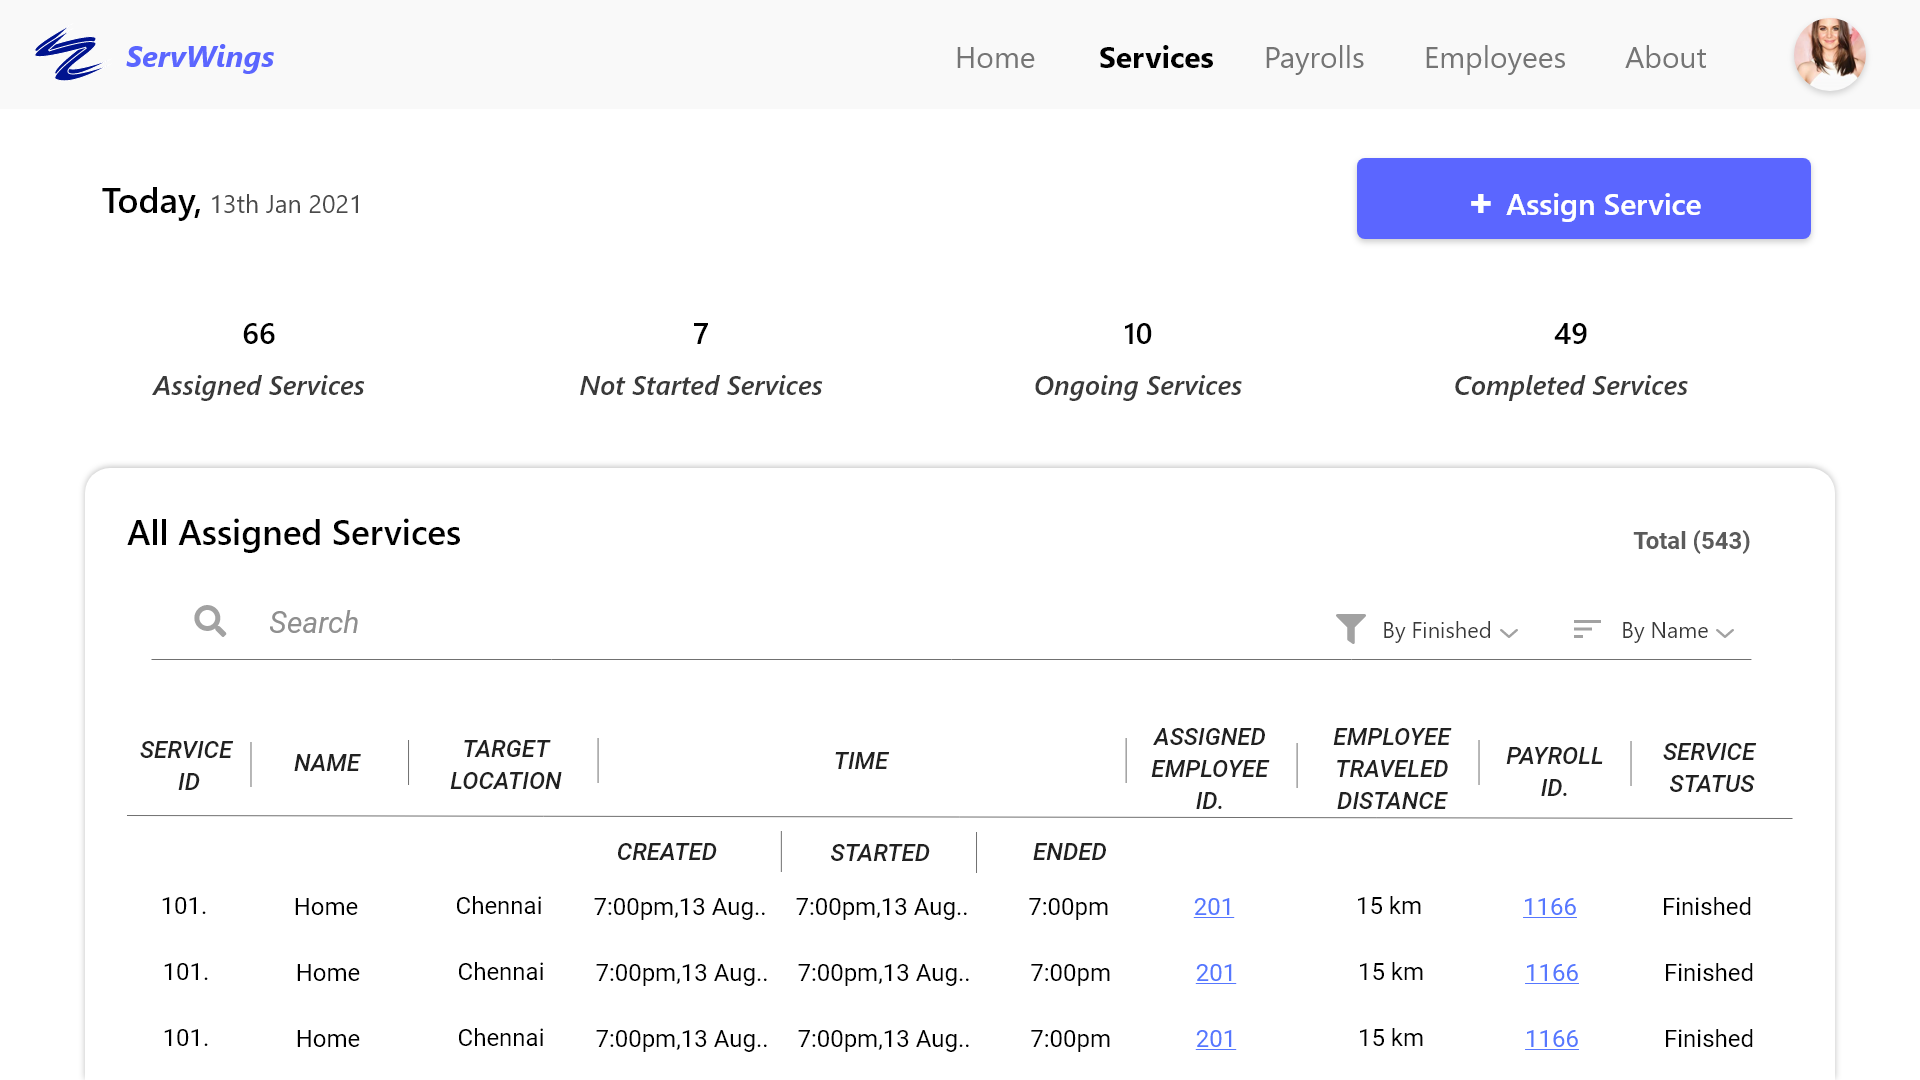 ServWings
Home Services Payrolls Employees About
Today, 13th Jan 2021
+ Assign Service
66 7 10 49
Assigned Services Not Started Services Ongoing Services Completed Services
All Assigned Services
Total (543)
Search By Finished By Name
SERVICE ID NAME TARGET LOCATION TIME ASSIGNED EMPLOYEE ID. EMPLOYEE TRAVELED DISTANCE PAYROLL ID. SERVICE STATUS
CREATED STARTED ENDED
101. Home Chennai 7:00pm,13 Aug.. 7:00pm,13 Aug.. 7:00pm 201 15 km 1166 Finished
101. Home Chennai 7:00pm,13 Aug.. 7:00pm,13 Aug.. 7:00pm 201 15 km 1166 Finished
101. Home Chennai 7:00pm,13 Aug.. 7:00pm,13 Aug.. 7:00pm 201 15 km 1166 Finished